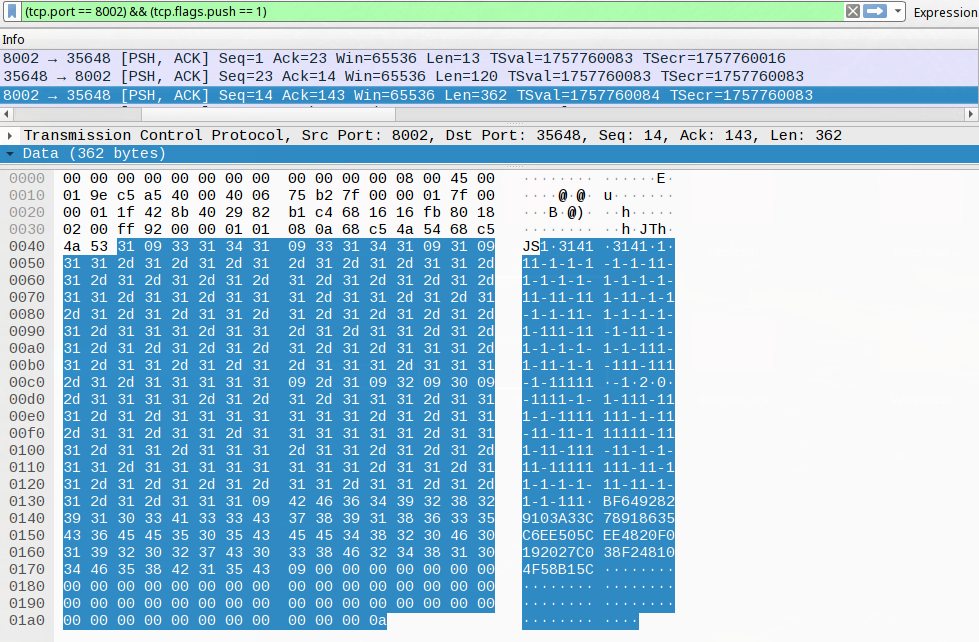 (tcp.port == 8002) && (tcp.flags.push == 1)
Expression
Info
8002 → 35648 [PSH, ACK] Seq=1 Ack=23 Win=65536 Len=13 TSval=1757760083 TSecr=1757760016
35648 → 8002 [PSH, ACK] Seq=23 Ack=14 Win=65536 Len=120 TSval=1757760083 TSecr=1757760083
8002 → 35648 [PSH, ACK] Seq=14 Ack=143 Win=65536 Len=362 TSval=1757760084 TSecr=1757760083
Transmission Control Protocol, Src Port: 8002, Dst Port: 35648, Seq: 14, Ack: 143, Len: 362
Data (362 bytes)
0000 00 00 00 00 00 00 00 00 00 00 00 00 08 00 45 00 ········ ······E·
0010 01 9e c5 a5 40 00 40 06 75 b2 7f 00 00 01 7f 00 ····@·@· u·······
0020 00 01 1f 42 8b 40 29 82 b1 c4 68 16 16 fb 80 18 ···B·@)· ··h·····
0030 02 00 ff 92 00 00 01 01 08 0a 68 c5 4a 54 68 c5 ········ ··h·JTh·
0040 4a 53 31 09 33 31 34 31 09 33 31 34 31 09 31 09 JS1·3141 ·3141·1·
0050 31 31 2d 31 2d 31 2d 31 2d 31 2d 31 2d 31 31 2d 11-1-1-1 -1-1-11-
0060 31 2d 31 2d 31 2d 31 2d 31 2d 31 2d 31 2d 31 2d 1-1-1-1- 1-1-1-1-
0070 31 31 2d 31 31 2d 31 31 31 2d 31 31 2d 31 2d 31 11-11-11 1-11-1-1
0080 2d 31 2d 31 2d 31 31 2d 31 2d 31 2d 31 2d 31 2d -1-1-11- 1-1-1-1-
0090 31 2d 31 31 31 2d 31 31 2d 31 31 2d 31 31 2d 31 1-111-11 -11-11-1
00a0 31 2d 31 2d 31 2d 31 2d 31 2d 31 2d 31 31 31 2d 1-1-1-1- 1-1-111-
00b0 31 2d 31 31 2d 31 2d 31 2d 31 31 31 2d 31 31 31 1-11-1-1 -111-111
00c0 2d 31 2d 31 31 31 31 31 09 2d 31 09 32 09 30 09 -1-11111 ·-1·2·0·
00d0 2d 31 31 31 31 2d 31 2d 31 2d 31 31 31 2d 31 31 -1111-1- 1-111-11
00e0 31 2d 31 2d 31 31 31 31 31 31 31 2d 31 2d 31 31 1-1-1111 111-1-11
00f0 2d 31 31 2d 31 31 2d 31 31 31 31 31 31 2d 31 31 -11-11-1 11111-11
0100 31 2d 31 31 2d 31 31 31 2d 31 31 2d 31 31 2d 31 1-11-111 -11-11-1
0110 31 31 2d 31 31 31 31 31 31 31 31 2d 31 31 2d 31 11-11111 111-11-1
0120 31 2d 31 2d 31 2d 31 2d 31 31 2d 31 31 2d 31 2d 1-1-1-1- 11-11-1-
0130 31 2d 31 2d 31 31 31 09 42 46 36 34 39 32 38 32 1-1-111· BF649282
0140 39 31 30 33 41 33 33 43 37 38 39 31 38 36 33 35 9103A33C 78918635
0150 43 36 45 45 35 30 35 43 45 45 34 38 32 30 46 30 C6EE505C EE4820F0
0160 31 39 32 30 32 37 43 30 33 38 46 32 34 38 31 30 192027C0 38F24810
0170 34 46 35 38 42 31 35 43 09 00 00 00 00 00 00 00 4F58B15C ········
0180 00 00 00 00 00 00 00 00 00 00 00 00 00 00 00 00 ········ ········
0190 00 00 00 00 00 00 00 00 00 00 00 00 00 00 00 00 ········ ········
01a0 00 00 00 00 00 00 00 00 00 00 00 0a ········ ····